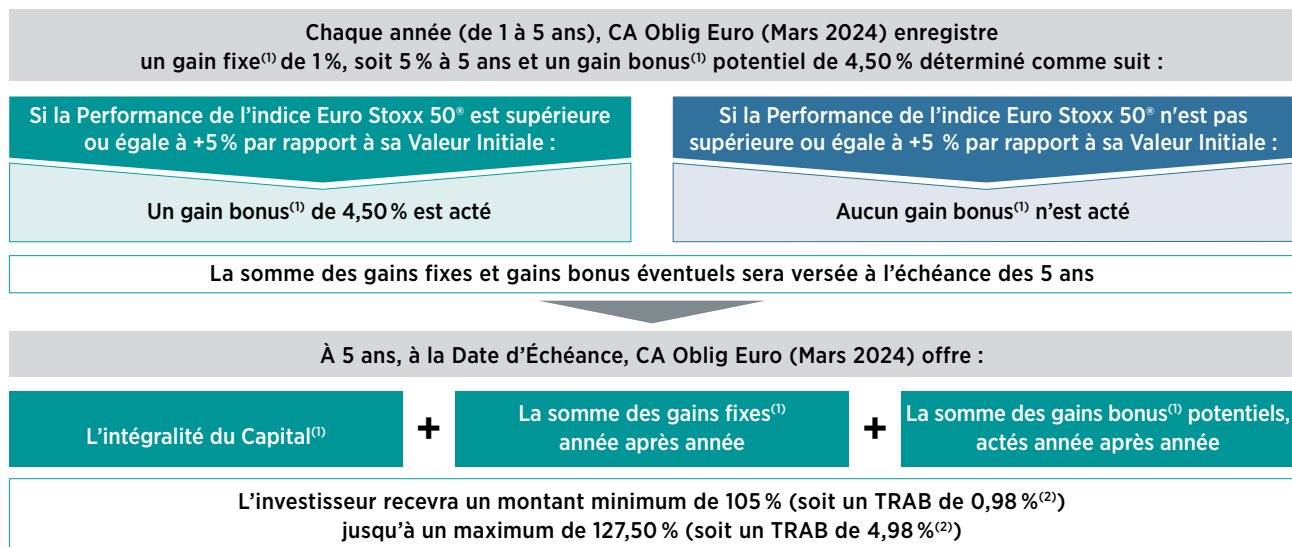 Chaque année (de 1 à 5 ans), CA Oblig Euro (Mars 2024) enregistre
un gain fixe(1) de 1 %, soit 5 % à 5 ans et un gain bonus(1) potentiel de 4,50 % déterminé comme suit :
Si la Performance de l’indice Euro Stoxx 50® est supérieure
ou égale à +5 % par rapport à sa Valeur Initiale :
Un gain bonus(1) de 4,50 % est acté
Si la Performance de l’indice Euro Stoxx 50® n'est pas
supérieure ou égale à +5 % par rapport à sa Valeur Initiale :
Aucun gain bonus(1) n’est acté
La somme des gains fixes et gains bonus éventuels sera versée à l’échéance des 5 ans
À 5 ans, à la Date d’Échéance, CA Oblig Euro (Mars 2024) offre :
L’intégralité du Capital(1)
+
La somme des gains fixes(1)
année après année
+
La somme des gains bonus(1) potentiels,
actés année après année
L’investisseur recevra un montant minimum de 105 % (soit un TRAB de 0,98 %(2))
jusqu’à un maximum de 127,50 % (soit un TRAB de 4,98 %(2))